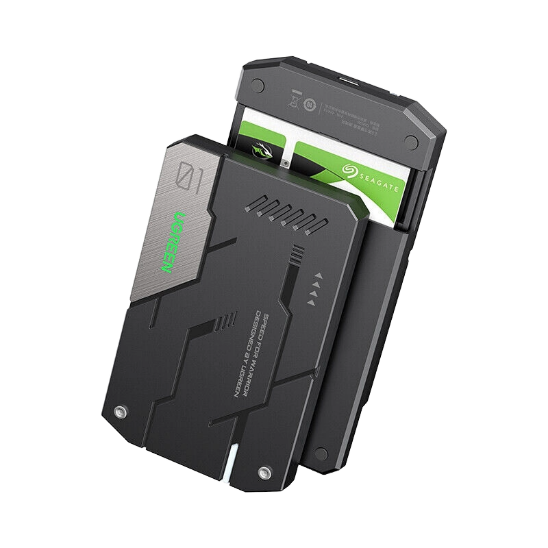 01
UGREEN
SPEED FOR WARRIOR
DESIGNED BY UGREEN
SEAGATE